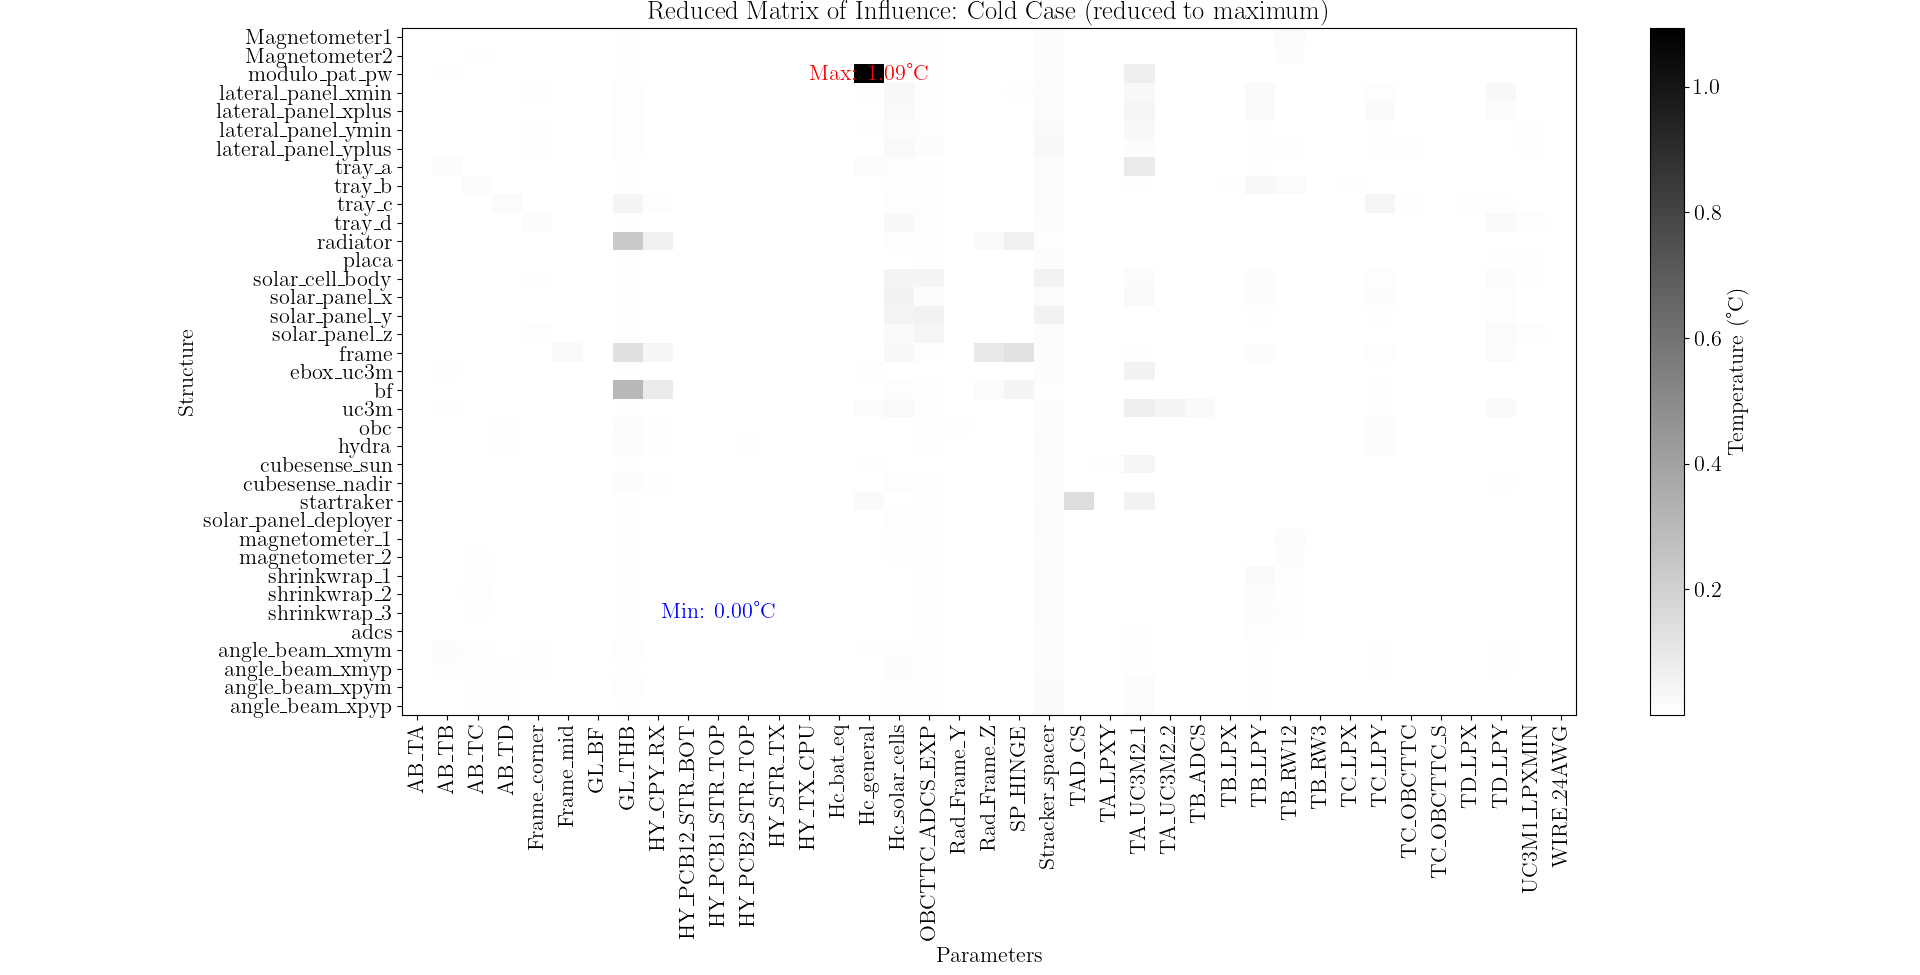 Reduced Matrix of Influence: Cold Case (reduced to maximum)
Structure
Magnetometer1
Magnetometer2
modulo_pat_pw
lateral_panel_xmin
lateral_panel_xplus
lateral_panel_ymin
lateral_panel_yplus
tray_a
tray_b
tray_c
tray_d
radiator
placa
solar_cell_body
solar_panel_x
solar_panel_y
solar_panel_z
frame
ebox_uc3m
bf
uc3m
obc
hydra
cubesense_sun
cubesense_nadir
startraker
solar_panel_deployer
magnetometer_1
magnetometer_2
shrinkwrap_1
shrinkwrap_2
shrinkwrap_3
adcs
angle_beam_xmym
angle_beam_xmyp
angle_beam_xpym
angle_beam_xpyp
Max: 1.09°C
Min: 0.00°C
AB_TA
AB_TB
AB_TC
AB_TD
Frame_corner
Frame_mid
GL_BF
GL_THB
HY_CPY_RX
HY_PCB12_STR_BOT
HY_PCB1_STR_TOP
HY_PCB2_STR_TOP
HY_STR_TX
HY_TX_CPU
Hc_bat_eq
Hc_general
Hc_solar_cells
OBCTTC_ADCS_EXP
Rad_Frame_Y
Rad_Frame_Z
SP_HINGE
Stracker_spacer
TAD_CS
TA_LPXY
TA_UC3M2_1
TA_UC3M2_2
TB_ADCS
TB_LPX
TB_LPY
TB_RW12
TB_RW3
TC_LPX
TC_LPY
TC_OBCTTC
TC_OBCTTC_S
TD_LPX
TD_LPY
UC3M1_LPXMIN
WIRE_24AWG
Parameters
1.0
0.8
0.6
0.4
0.2
Temperature (°C)